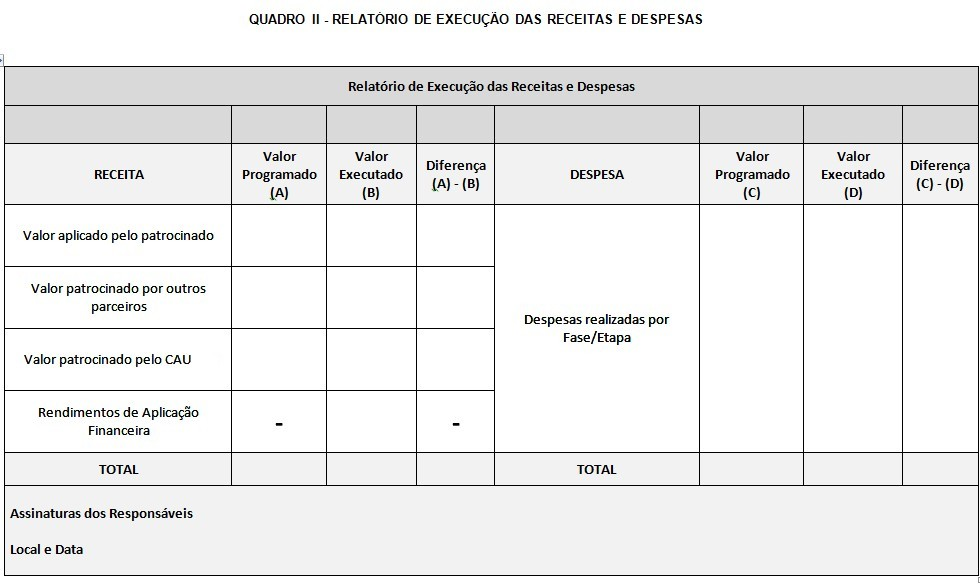 QUADRO II - RELATÓRIO DE EXECUÇÃO DAS RECEITAS E DESPESAS
Relatório de Execução das Receitas e Despesas
RECEITA
Valor
Programado
(A)
Valor
Executado
(B)
Diferença
(A) - (B)
DESPESA
Valor
Programado
(C)
Valor
Executado
(D)
Diferença
(C) - (D)
Valor aplicado pelo patrocinado
Valor patrocinado por outros
parceiros
Valor patrocinado pelo CAU
Rendimentos de Aplicação
Financeira
-
-
Despesas realizadas por
Fase/Etapa
TOTAL
TOTAL
Assinaturas dos Responsáveis
Local e Data